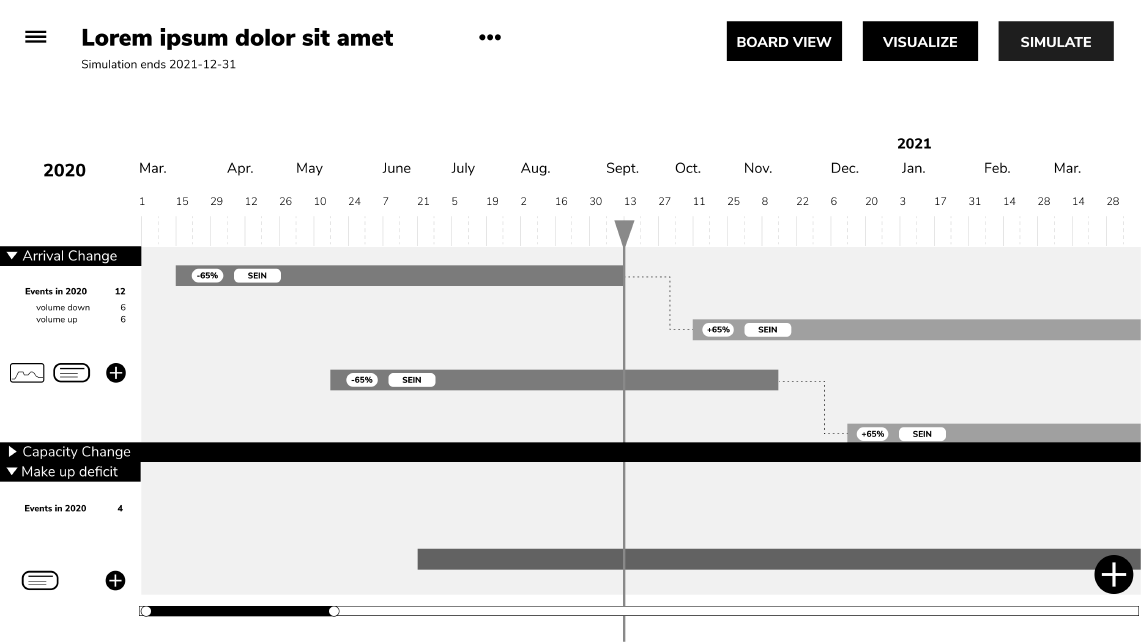 Lorem ipsum dolor sit amet
•••
BOARD VIEW
VISUALIZE
SIMULATE
Simulation ends 2021-12-31
2021
2020
Mar. Apr. May June July Aug. Sept. Oct. Nov. Dec. Jan. Feb. Mar.
1 15 29 12 26 10 24 7 21 5 19 2 16 30 13 27 11 25 8 22 6 20 3 17 31 14 28 14 28
Arrival Change
-65% SEIN
Events in 2020 12
volume down 6
volume up 6
+65% SEIN
-65% SEIN
+65% SEIN
Capacity Change
Make up deficit
Events in 2020 4